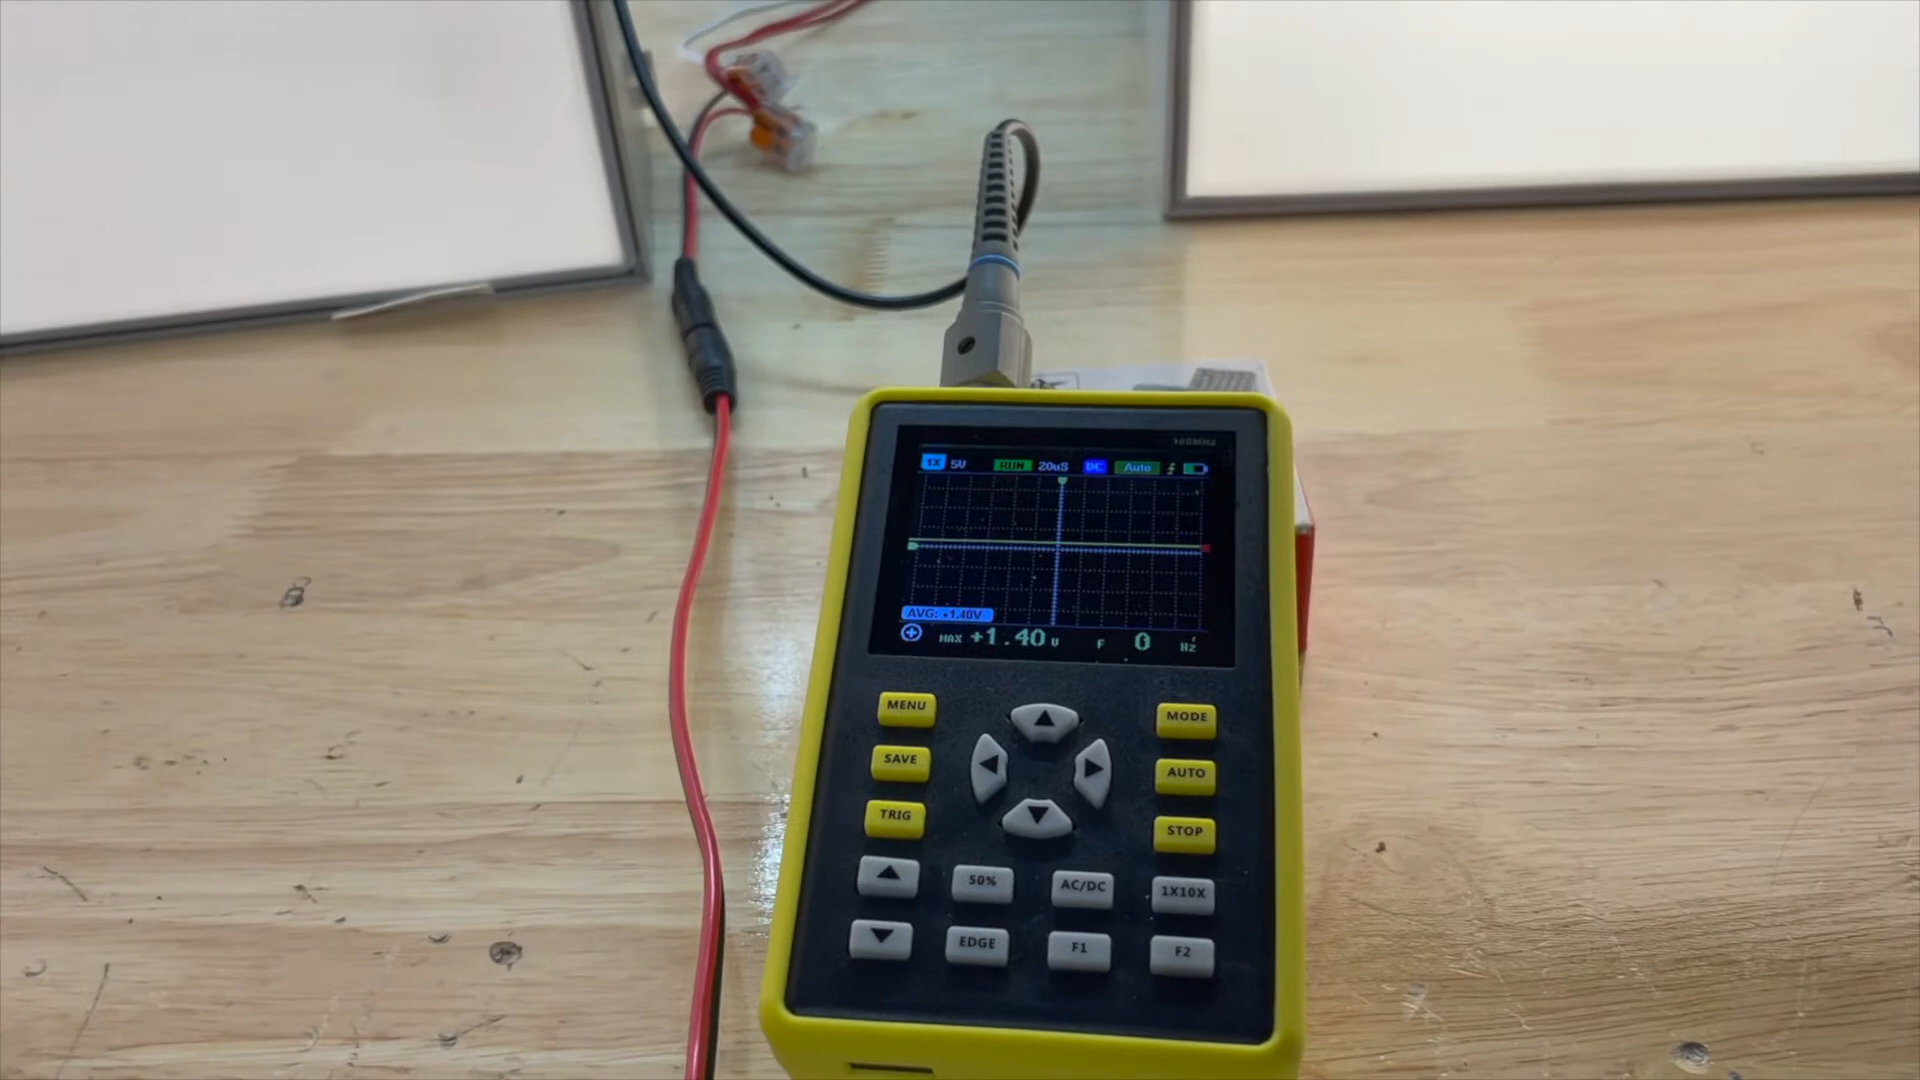 100MHz
1X 5V RUN 20uS DC Auto
AVG: +1.40V
MAX +1.40 V F 0 Hz
MENU MODE
SAVE AUTO
TRIG STOP
50% AC/DC 1X10X
EDGE F1 F2